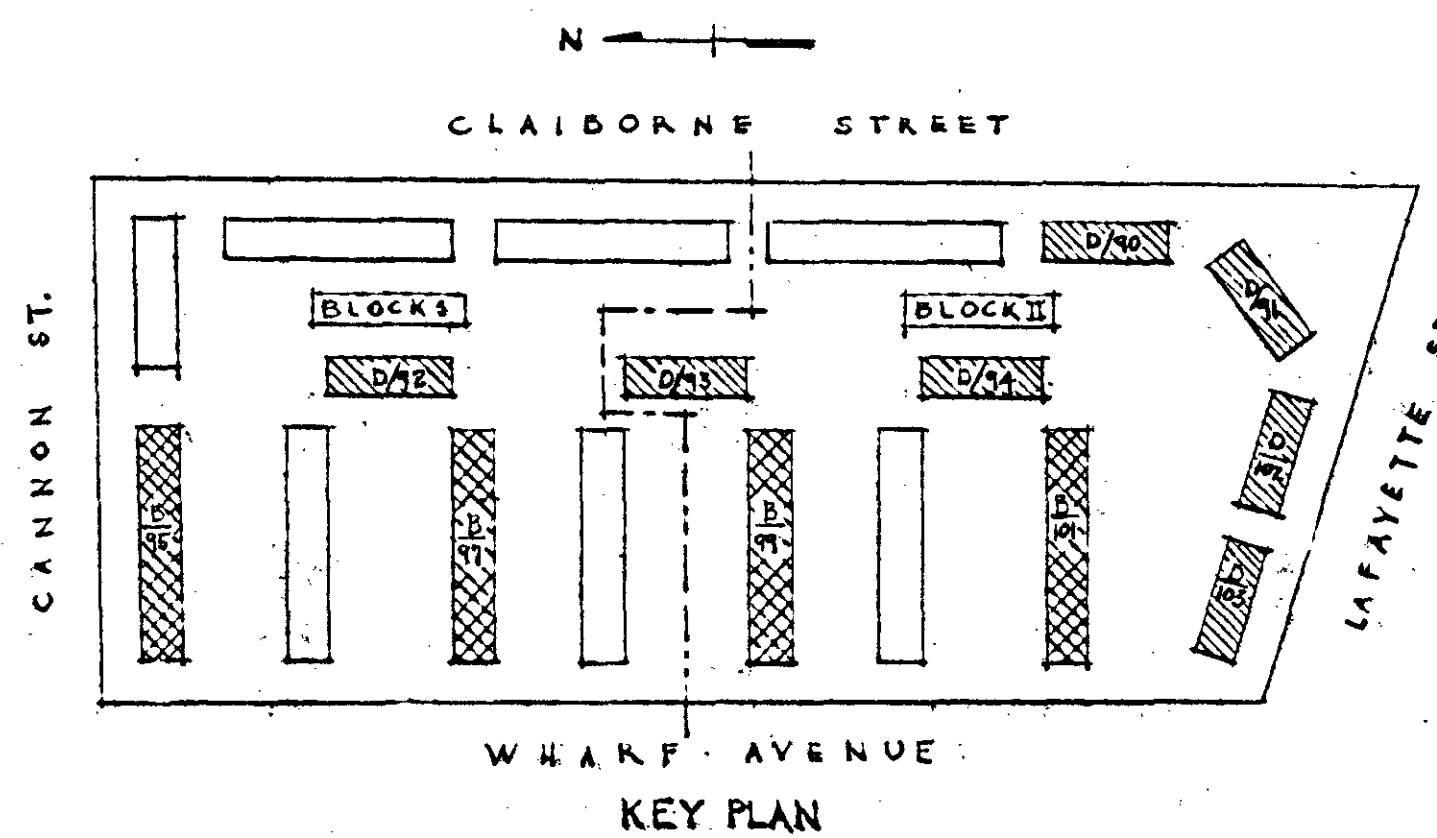 N
CLAIBORNE STREET
D/90
BLOCK I
BLOCK II
D/91
CANNON ST.
D/92
D/93
D/94
LAFAYETTE
B/95
B/97
B/99
B/101
D/102
D/103
WHARF AVENUE
KEY PLAN